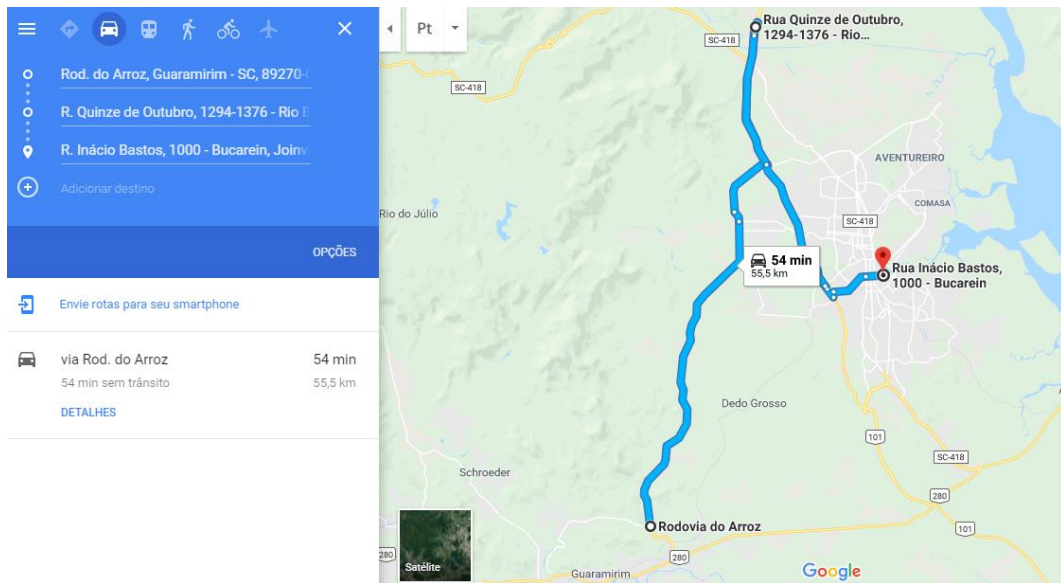 Rod. do Arroz, Guaramirim - SC, 89270-
R. Quinze de Outubro, 1294-1376 - Rio
R. Inácio Bastos, 1000 - Bucarein, Joinv
Adicionar destino
OPÇÕES
Envie rotas para seu smartphone
via Rod. do Arroz 54 min
54 min sem trânsito 55,5 km
DETALHES
Pt
Rua Quinze de Outubro,
1294-1376 - Rio...
SC-418
SC-418
AVENTUREIRO
COMASA
Rio do Júlio
SC-418
54 min
55,5 km
Rua Inácio Bastos,
1000 - Bucarein
Dedo Grosso
101
SC-418
Schroeder
280
Rodovia do Arroz
101
280
280
Satélite
Guaramirim
Google